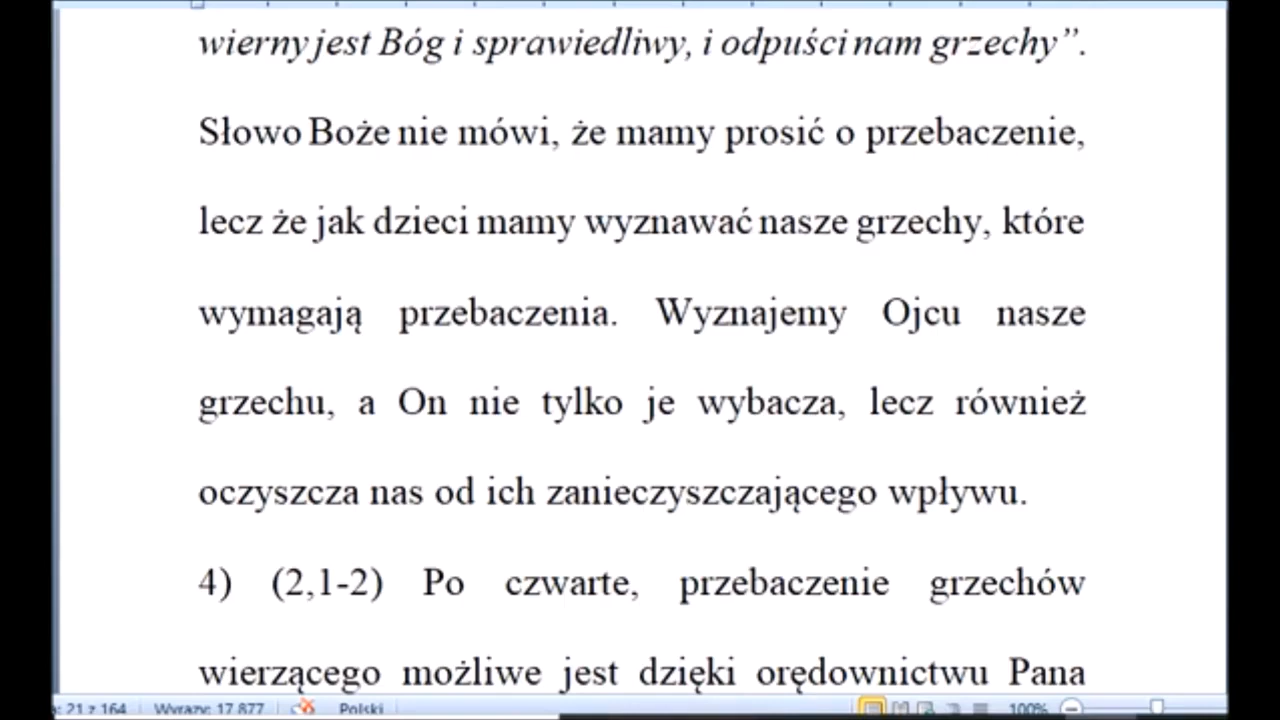 wierny jest Bóg i sprawiedliwy, i odpuści nam grzechy”.
Słowo Boże nie mówi, że mamy prosić o przebaczenie,
lecz że jak dzieci mamy wyznawać nasze grzechy, które
wymagają przebaczenia. Wyznajemy Ojcu nasze
grzechu, a On nie tylko je wybacza, lecz również
oczyszcza nas od ich zanieczyszczającego wpływu.
4) (2,1-2) Po czwarte, przebaczenie grzechów
wierzącego możliwe jest dzięki orędownictwu Pana
: 21 z 164 Wyrazy: 17 877 Polski 100%